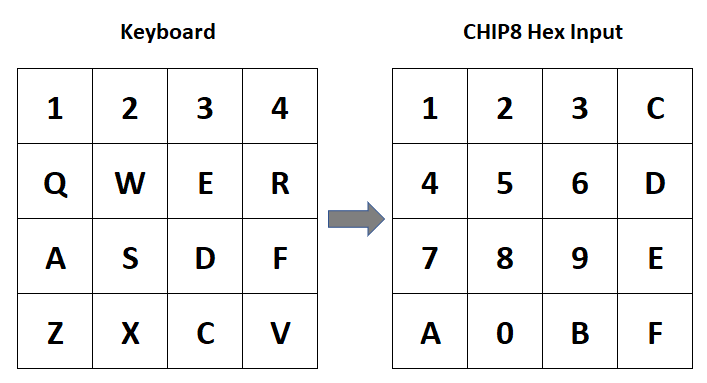 Keyboard
1 2 3 4
Q W E R
A S D F
Z X C V
CHIP8 Hex Input
1 2 3 C
4 5 6 D
7 8 9 E
A 0 B F